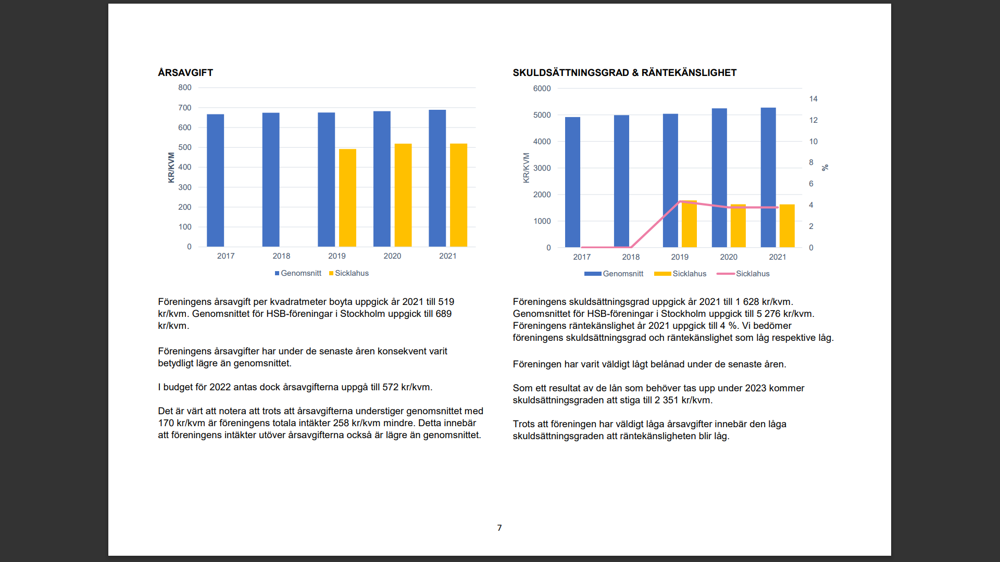 ÅRSAVGIFT
800
700
600
500
400
300
200
100
0
KR/KVM
2017 2018 2019 2020 2021
Genomsnitt Sicklahus
Föreningens årsavgift per kvadratmeter boyta uppgick år 2021 till 519
kr/kvm. Genomsnittet för HSB-föreningar i Stockholm uppgick till 689
kr/kvm.
Föreningens årsavgifter har under de senaste åren konsekvent varit
betydligt lägre än genomsnittet.
I budget för 2022 antas dock årsavgifterna uppgå till 572 kr/kvm.
Det är värt att notera att trots att årsavgifterna understiger genomsnittet med
170 kr/kvm är föreningens totala intäkter 258 kr/kvm mindre. Detta innebär
att föreningens intäkter utöver årsavgifterna också är lägre än genomsnittet.
SKULDSÄTTNINGSGRAD & RÄNTEKÄNSLIGHET
6000
5000
4000
3000
2000
1000
0
KR/KVM
14
12
10
8
6
4
2
0
%
2017 2018 2019 2020 2021
Genomsnitt Sicklahus Sicklahus
Föreningens skuldsättningsgrad uppgick år 2021 till 1 628 kr/kvm.
Genomsnittet för HSB-föreningar i Stockholm uppgick till 5 276 kr/kvm.
Föreningens räntekänslighet år 2021 uppgick till 4 %. Vi bedömer
föreningens skuldsättningsgrad och räntekänslighet som låg respektive låg.
Föreningen har varit väldigt lågt belånad under de senaste åren.
Som ett resultat av de lån som behöver tas upp under 2023 kommer
skuldsättningsgraden att stiga till 2 351 kr/kvm.
Trots att föreningen har väldigt låga årsavgifter innebär den låga
skuldsättningsgraden att räntekänsligheten blir låg.
7